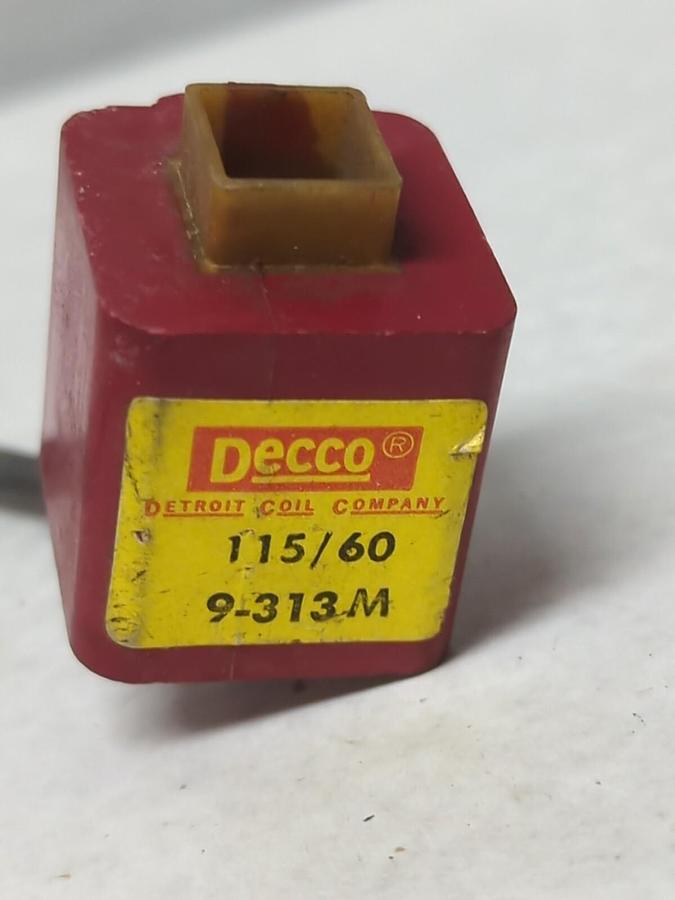 Decco ®
DETROIT COIL COMPANY
115/60
9-313M